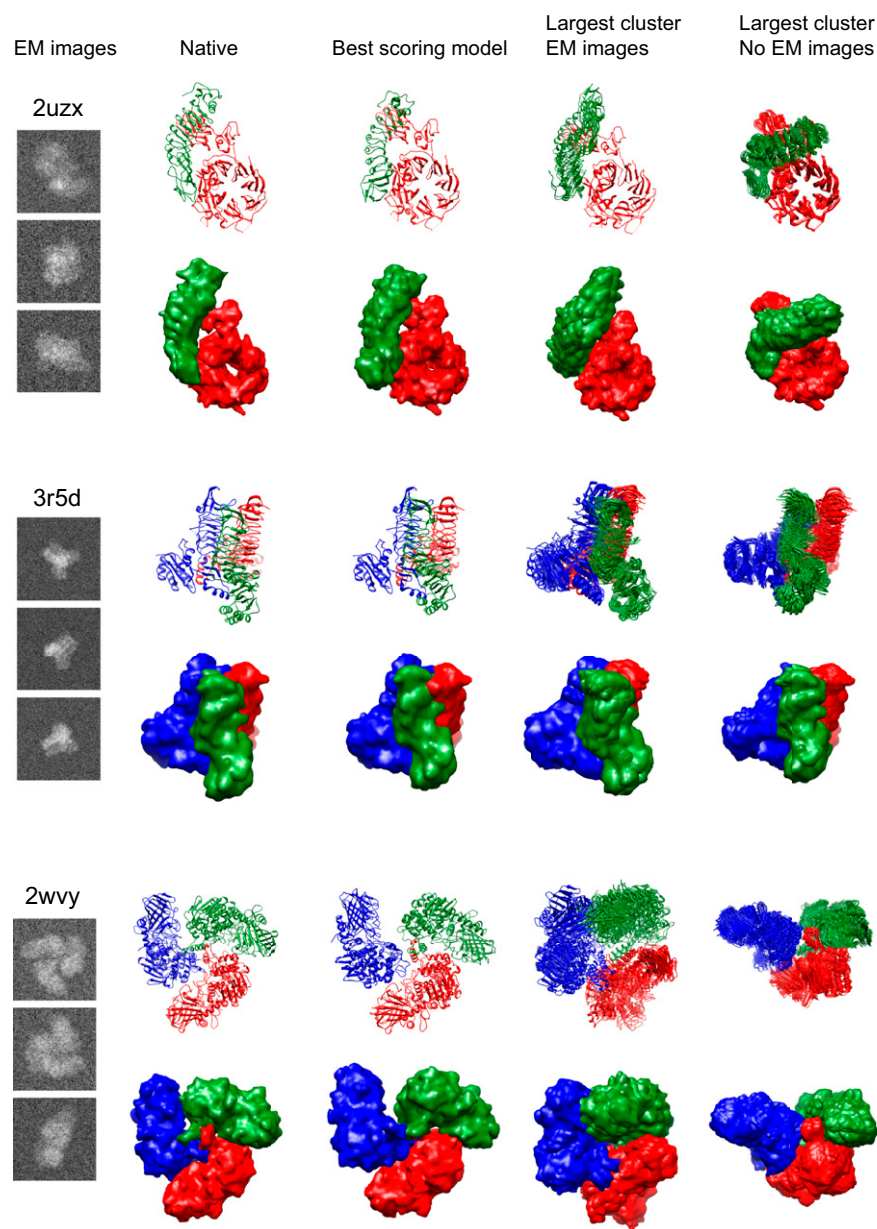 EM images
Native
Best scoring model
Largest cluster
EM images
Largest cluster
No EM images
2uzx
3r5d
2wvy